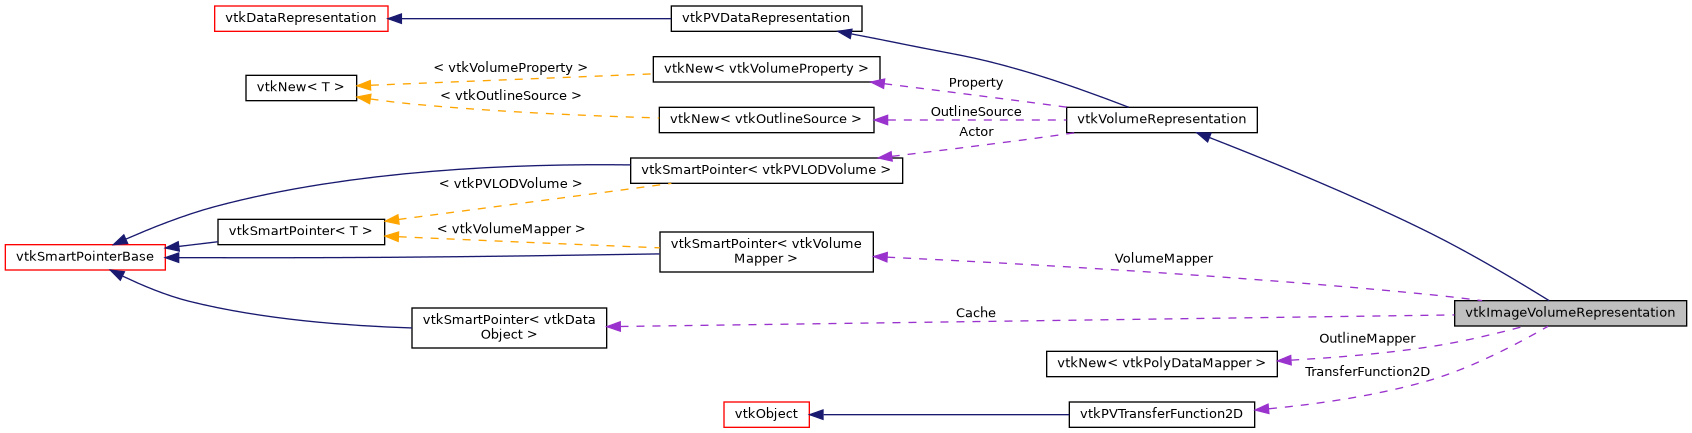 vtkDataRepresentation
vtkPVDataRepresentation
vtkNew< vtkVolumeProperty >
< vtkVolumeProperty >
vtkNew< T >
Property
< vtkOutlineSource >
OutlineSource
vtkNew< vtkOutlineSource >
vtkVolumeRepresentation
Actor
vtkSmartPointer< vtkPVLODVolume >
< vtkPVLODVolume >
vtkSmartPointer< T >
< vtkVolumeMapper >
vtkSmartPointer< vtkVolume
Mapper >
vtkSmartPointerBase
VolumeMapper
vtkSmartPointer< vtkData
Object >
Cache
vtkImageVolumeRepresentation
OutlineMapper
vtkNew< vtkPolyDataMapper >
TransferFunction2D
vtkObject
vtkPVTransferFunction2D